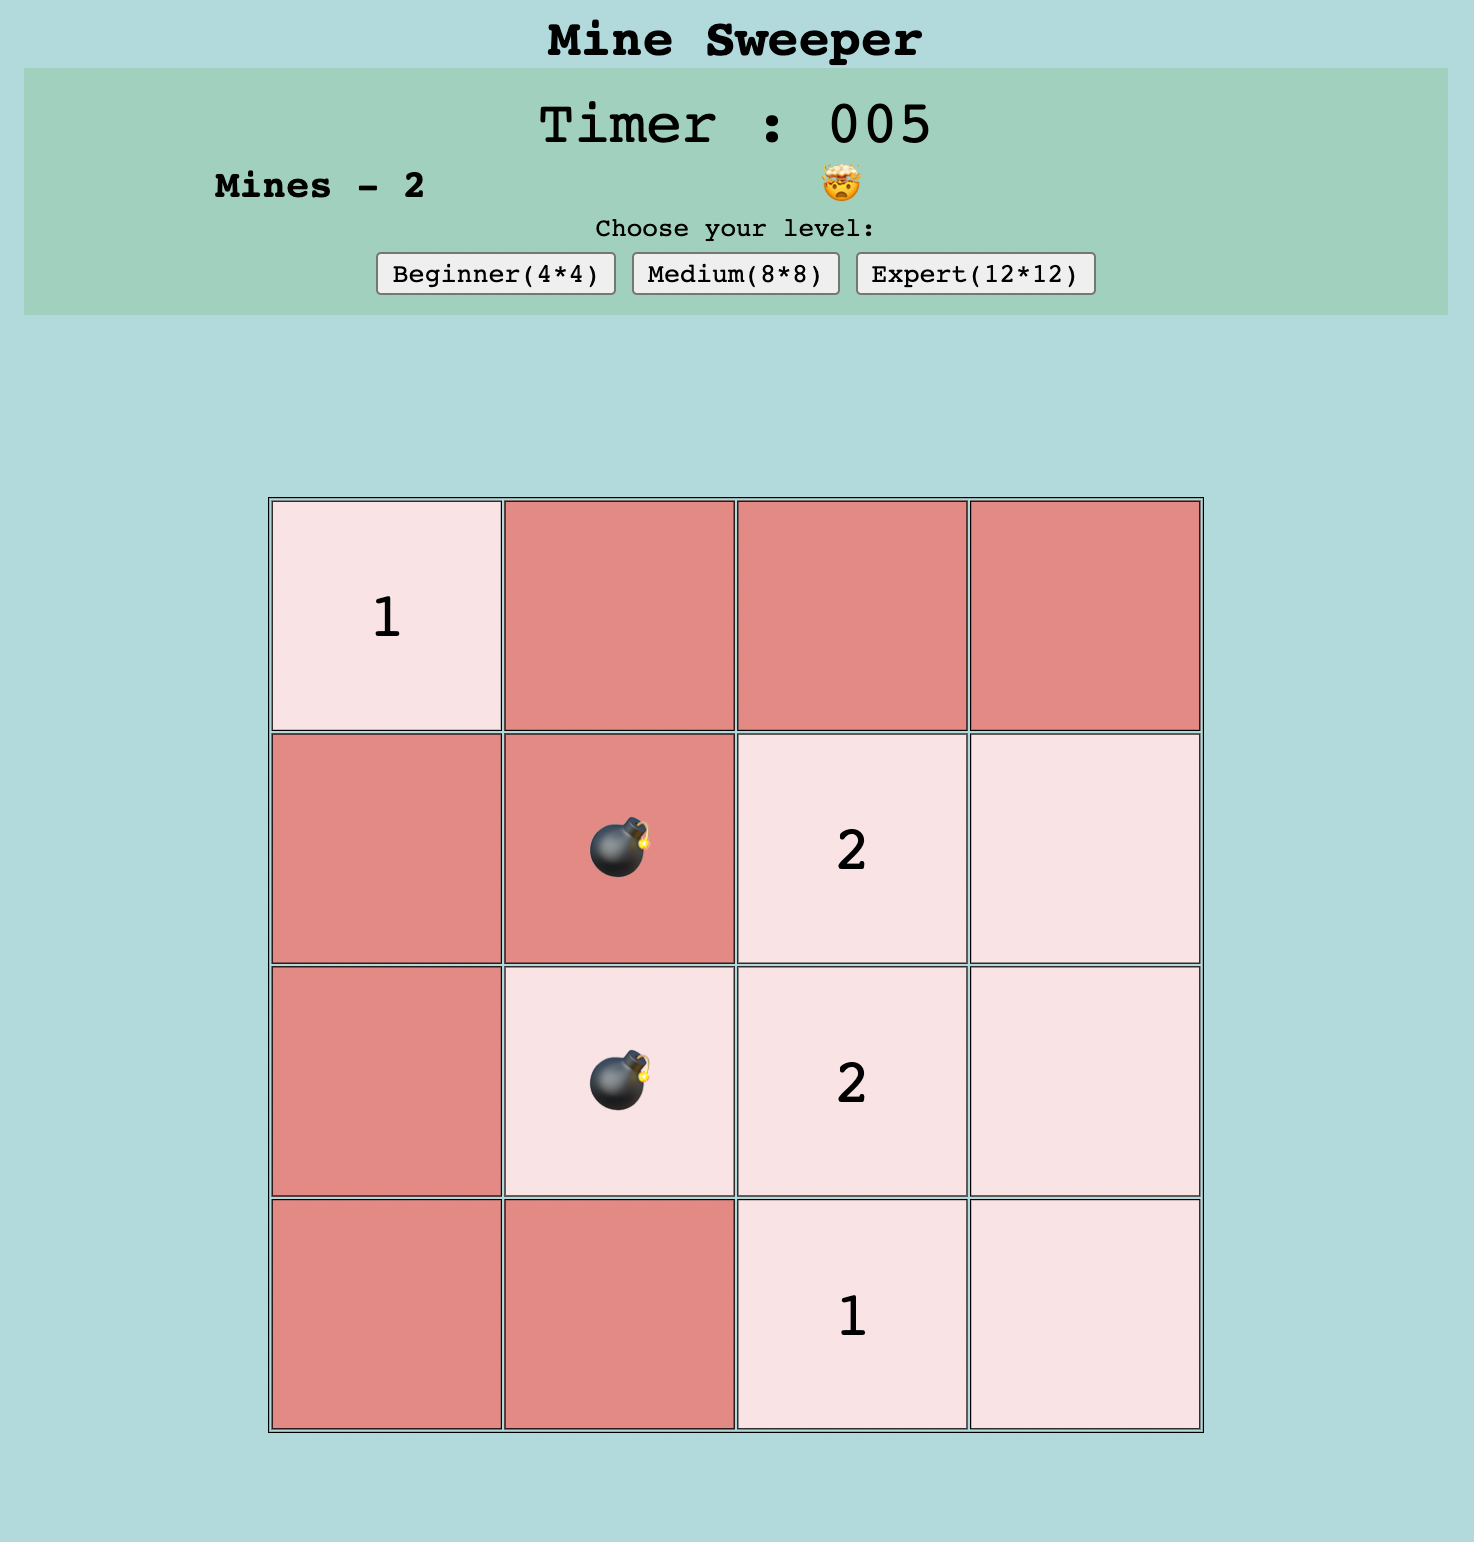 Mine Sweeper
Timer : 005
Mines - 2 🤯
Choose your level:
Beginner(4*4) Medium(8*8) Expert(12*12)
1
2
2
1